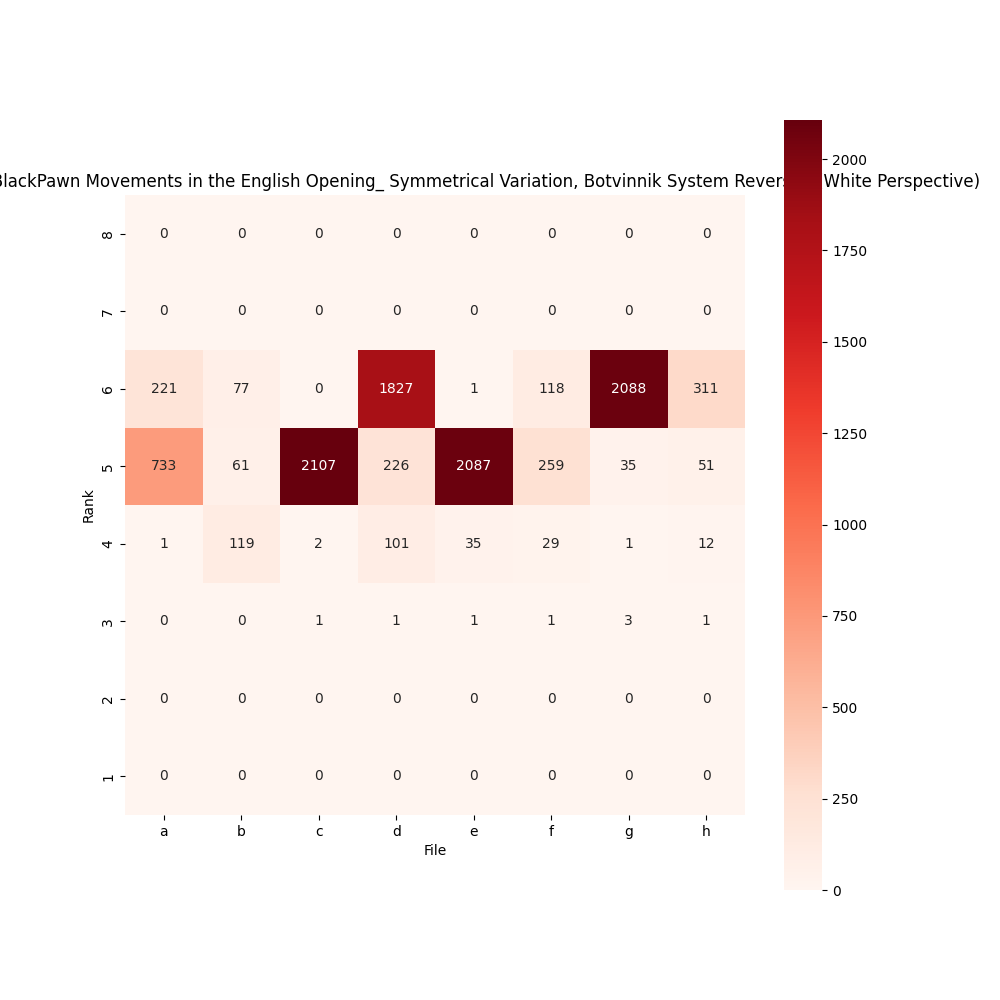 BlackPawn Movements in the English Opening_ Symmetrical Variation, Botvinnik System White Perspective)
8 0 0 0 0 0 0 0 0
7 0 0 0 0 0 0 0 0
6 221 77 0 1827 1 118 2088 311
5 733 61 2107 226 2087 259 35 51
Rank
4 1 119 2 101 35 29 1 12
3 0 0 1 1 1 1 3 1
2 0 0 0 0 0 0 0 0
1 0 0 0 0 0 0 0 0
a b c d e f g h
File
2000
1750
1500
1250
1000
750
500
250
0